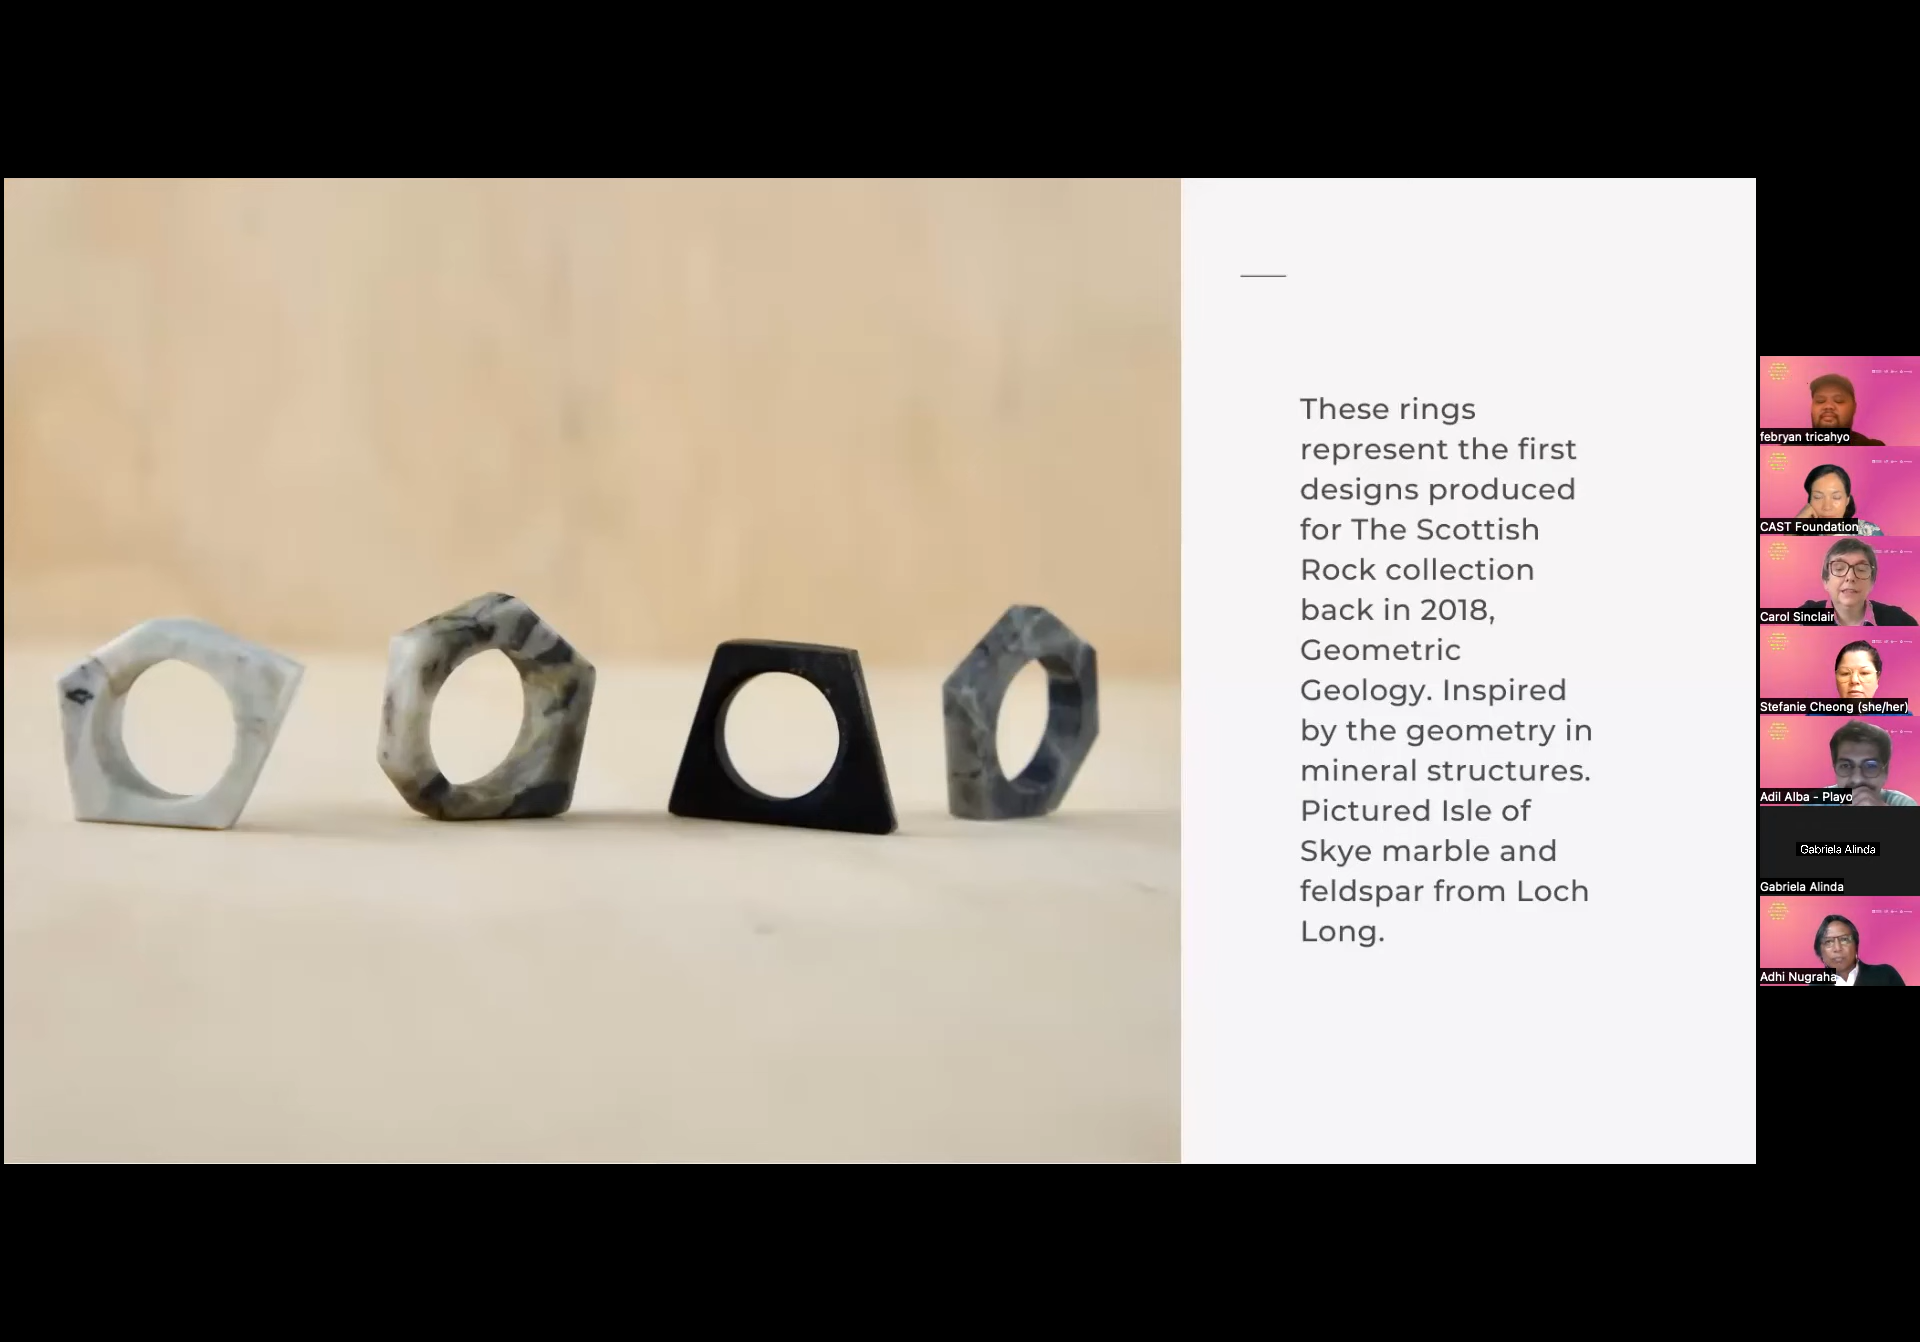 These rings
represent the first
designs produced
for The Scottish
Rock collection
back in 2018,
Geometric
Geology. Inspired
by the geometry in
mineral structures.
Pictured Isle of
Skye marble and
feldspar from Loch
Long.
febryan tricahyo
CAST Foundation
Carol Sinclair
Stefanie Cheong (she/her)
Adil Alba - Playo
Gabriela Alinda
Gabriela Alinda
Adhi Nugraha